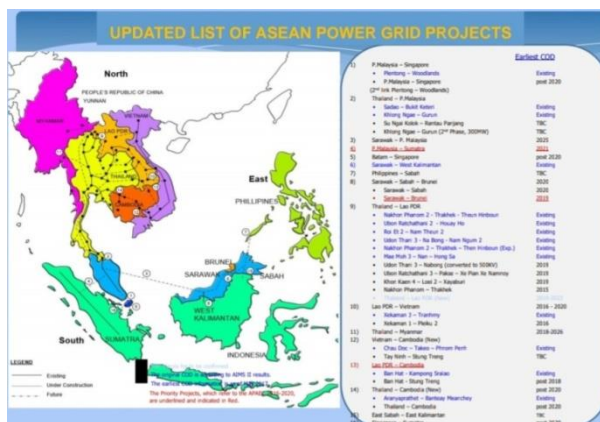 UPDATED LIST OF ASEAN POWER GRID PROJECTS
North
PEOPLE'S REPUBLIC OF CHINA
YUNNAN
VIETNAM
LAO PDR
THAILAND
East
PHILLIPINES
BRUNEI
SARAWAK
SABAH
WEST
KALIMANTAN
South
SUMATRA
INDONESIA
LEGEND
Existing
Under Construction
Future
The Priority Projects, which refer to the
are underlined and indicated in Red.
Earliest COD
1) P.Malaysia – Singapore
• Plentong – Woodlands Existing
• P.Malaysia – Singapore post 2020
(2nd link Plentong – Woodlands)
2) Thailand – P.Malaysia
• Sadao – Bukit Keteri Existing
• Khlong Ngae – Gurun Existing
• Su Ngai Kolok – Rantau Panjang TBC
• Khlong Ngae – Gurun (2nd Phase, 300MW) TBC
3) Sarawak – P. Malaysia 2025
4) P.Malaysia – Sumatra 2021
5) Batam – Singapore post 2020
6) Sarawak – West Kalimantan Existing
7) Philippines – Sabah TBC
8) Sarawak – Sabah – Brunei 2020
• Sarawak – Sabah 2020
• Sarawak – Brunei 2019
9) Thailand – Lao PDR
• Nakhon Phanom 2 – Thakhek – Theun Hinboun Existing
• Ubon Ratchathani 2 – Houay Ho Existing
• Roi Et 2 – Nam Theun 2 Existing
• Udon Thani 3 – Na Bong – Nam Ngum 2 Existing
• Nakhon Phanom 2 – Thakhek – Then Hinboun (Exp.) Existing
• Mae Moh 3 – Nan – Hong Sa Existing
• Udon Thani 3 – Nabong (converted to 500KV) 2019
• Ubon Ratchathani 3 – Pakse – Xe Pian Xe Namnoy 2019
• Khon Kaen 4 – Loei 2 – Xayaburi 2019
• Nakhon Phanom – Thakhek 2015
• Thailand – Lao PDR (New)
10) Lao PDR – Vietnam 2016 - 2020
• Xekaman 3 – Thanhmy Existing
• Xekaman 1 – Pleiku 2 2016
11) Thailand – Myanmar 2018-2026
12) Vietnam – Cambodia (New)
• Chau Doc – Takeo – Phnom Penh Existing
• Tay Ninh – Stung Treng TBC
13) Lao PDR – Cambodia
• Ban Hat – Kampong Sralao Existing
• Ban Hat – Stung Treng post 2018
14) Thailand – Cambodia (New) post 2020
• Aranyaprathet – Banteay Meanchey Existing
• Thailand – Cambodia post 2020
15) East Sabah – East Kalimantan TBC